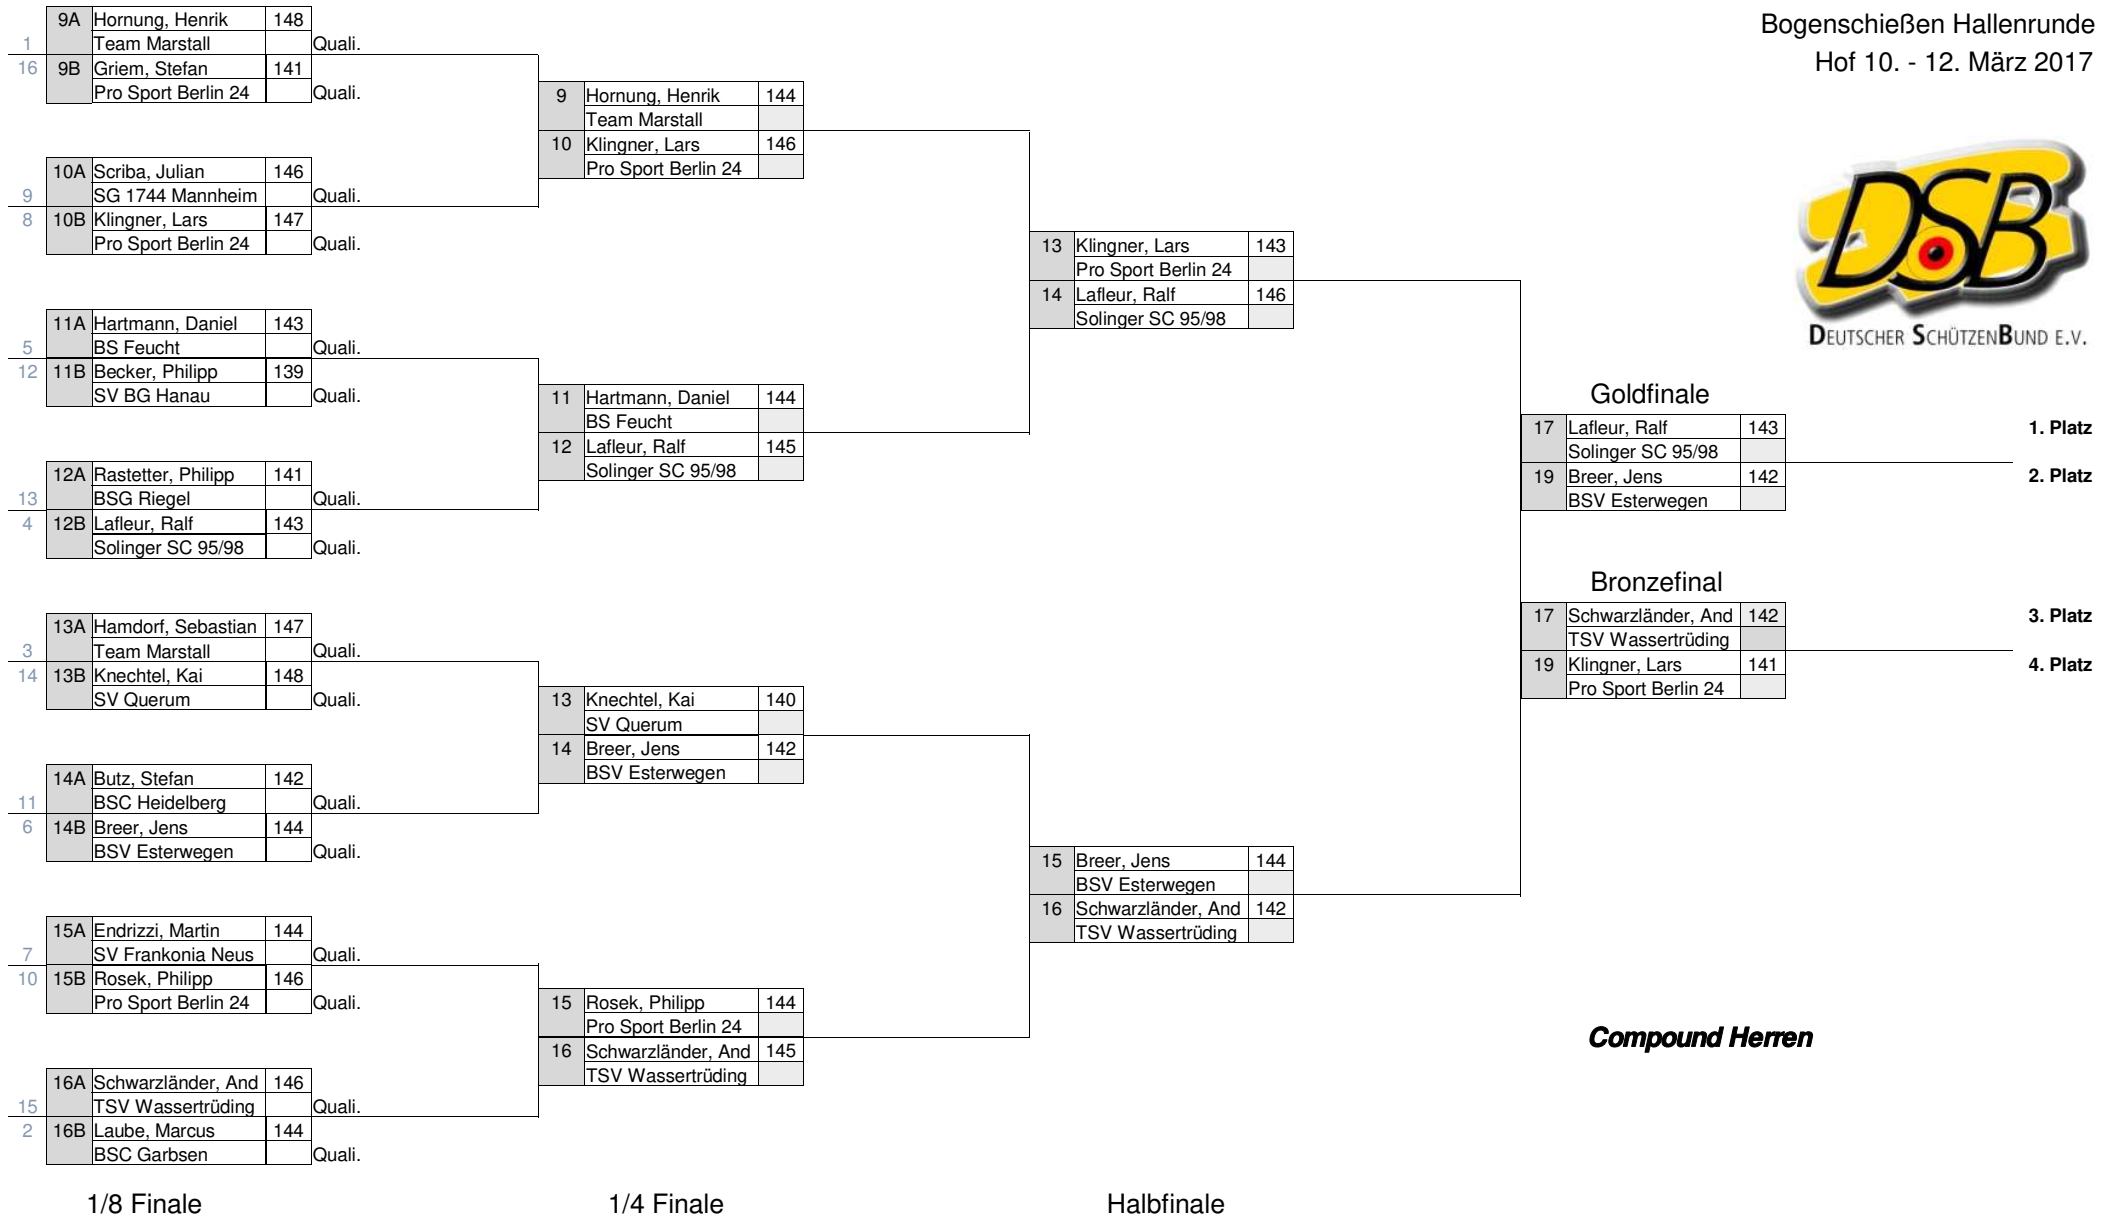 Bogenschießen Hallenrunde
Hof 10. - 12. März 2017
DSB
DEUTSCHER SCHÜTZENBUND E.V.
9A Hornung, Henrik 148
1 Team Marstall Quali.
16 9B Griem, Stefan 141
Pro Sport Berlin 24 Quali.
10A Scriba, Julian 146
9 SG 1744 Mannheim Quali.
8 10B Klingner, Lars 147
Pro Sport Berlin 24 Quali.
11A Hartmann, Daniel 143
5 BS Feucht Quali.
12 11B Becker, Philipp 139
SV BG Hanau Quali.
12A Rastetter, Philipp 141
13 BSG Riegel Quali.
4 12B Lafleur, Ralf 143
Solinger SC 95/98 Quali.
13A Hamdorf, Sebastian 147
3 Team Marstall Quali.
14 13B Knechtel, Kai 148
SV Querum Quali.
14A Butz, Stefan 142
11 BSC Heidelberg Quali.
6 14B Breer, Jens 144
BSV Esterwegen Quali.
15A Endrizzi, Martin 144
7 SV Frankonia Neus Quali.
10 15B Rosek, Philipp 146
Pro Sport Berlin 24 Quali.
16A Schwarzländer, And 146
15 TSV Wassertrüding Quali.
2 16B Laube, Marcus 144
BSC Garbsen Quali.
1/8 Finale
9 Hornung, Henrik 144
Team Marstall
10 Klingner, Lars 146
Pro Sport Berlin 24
11 Hartmann, Daniel 144
BS Feucht
12 Lafleur, Ralf 145
Solinger SC 95/98
13 Knechtel, Kai 140
SV Querum
14 Breer, Jens 142
BSV Esterwegen
15 Rosek, Philipp 144
Pro Sport Berlin 24
16 Schwarzländer, And 145
TSV Wassertrüding
1/4 Finale
13 Klingner, Lars 143
Pro Sport Berlin 24
14 Lafleur, Ralf 146
Solinger SC 95/98
15 Breer, Jens 144
BSV Esterwegen
16 Schwarzländer, And 142
TSV Wassertrüding
Halbfinale
Goldfinale
17 Lafleur, Ralf 143 1. Platz
Solinger SC 95/98
19 Breer, Jens 142 2. Platz
BSV Esterwegen
Bronzefinal
17 Schwarzländer, And 142 3. Platz
TSV Wassertrüding
19 Klingner, Lars 141 4. Platz
Pro Sport Berlin 24
Compound Herren